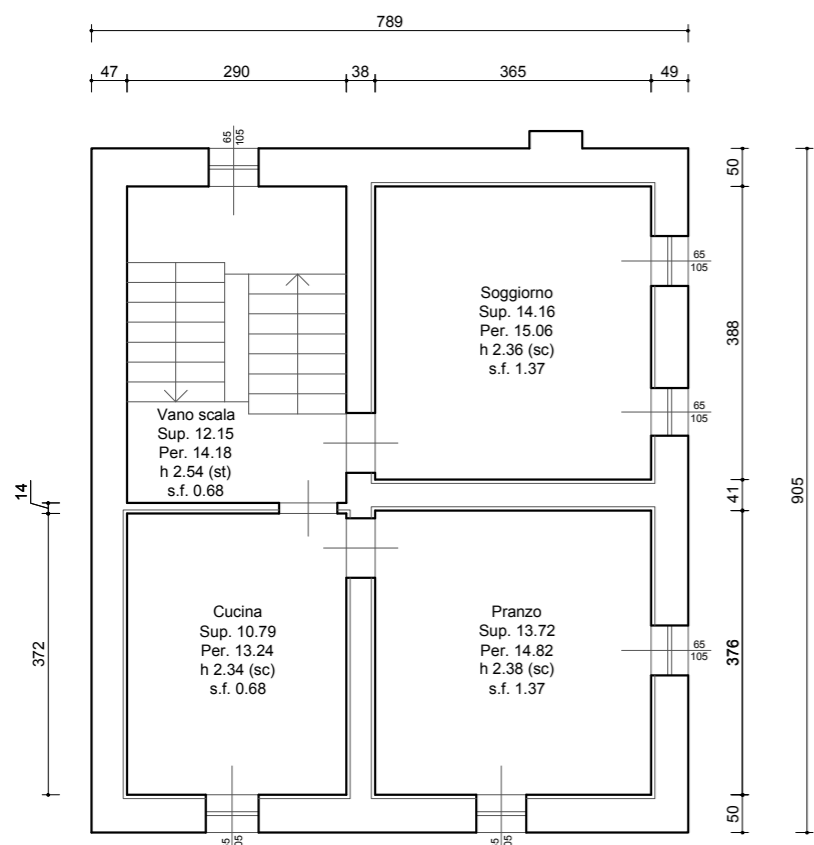 789
47 290 38 365 49
65
105
50
65
105
Soggiorno
Sup. 14.16
Per. 15.06
h 2.36 (sc)
s.f. 1.37
388
65
105
Vano scala
Sup. 12.15
Per. 14.18
h 2.54 (st)
s.f. 0.68
14
41
905
Cucina
Sup. 10.79
Per. 13.24
h 2.34 (sc)
s.f. 0.68
Pranzo
Sup. 13.72
Per. 14.82
h 2.38 (sc)
s.f. 1.37
65
105
372
376
50